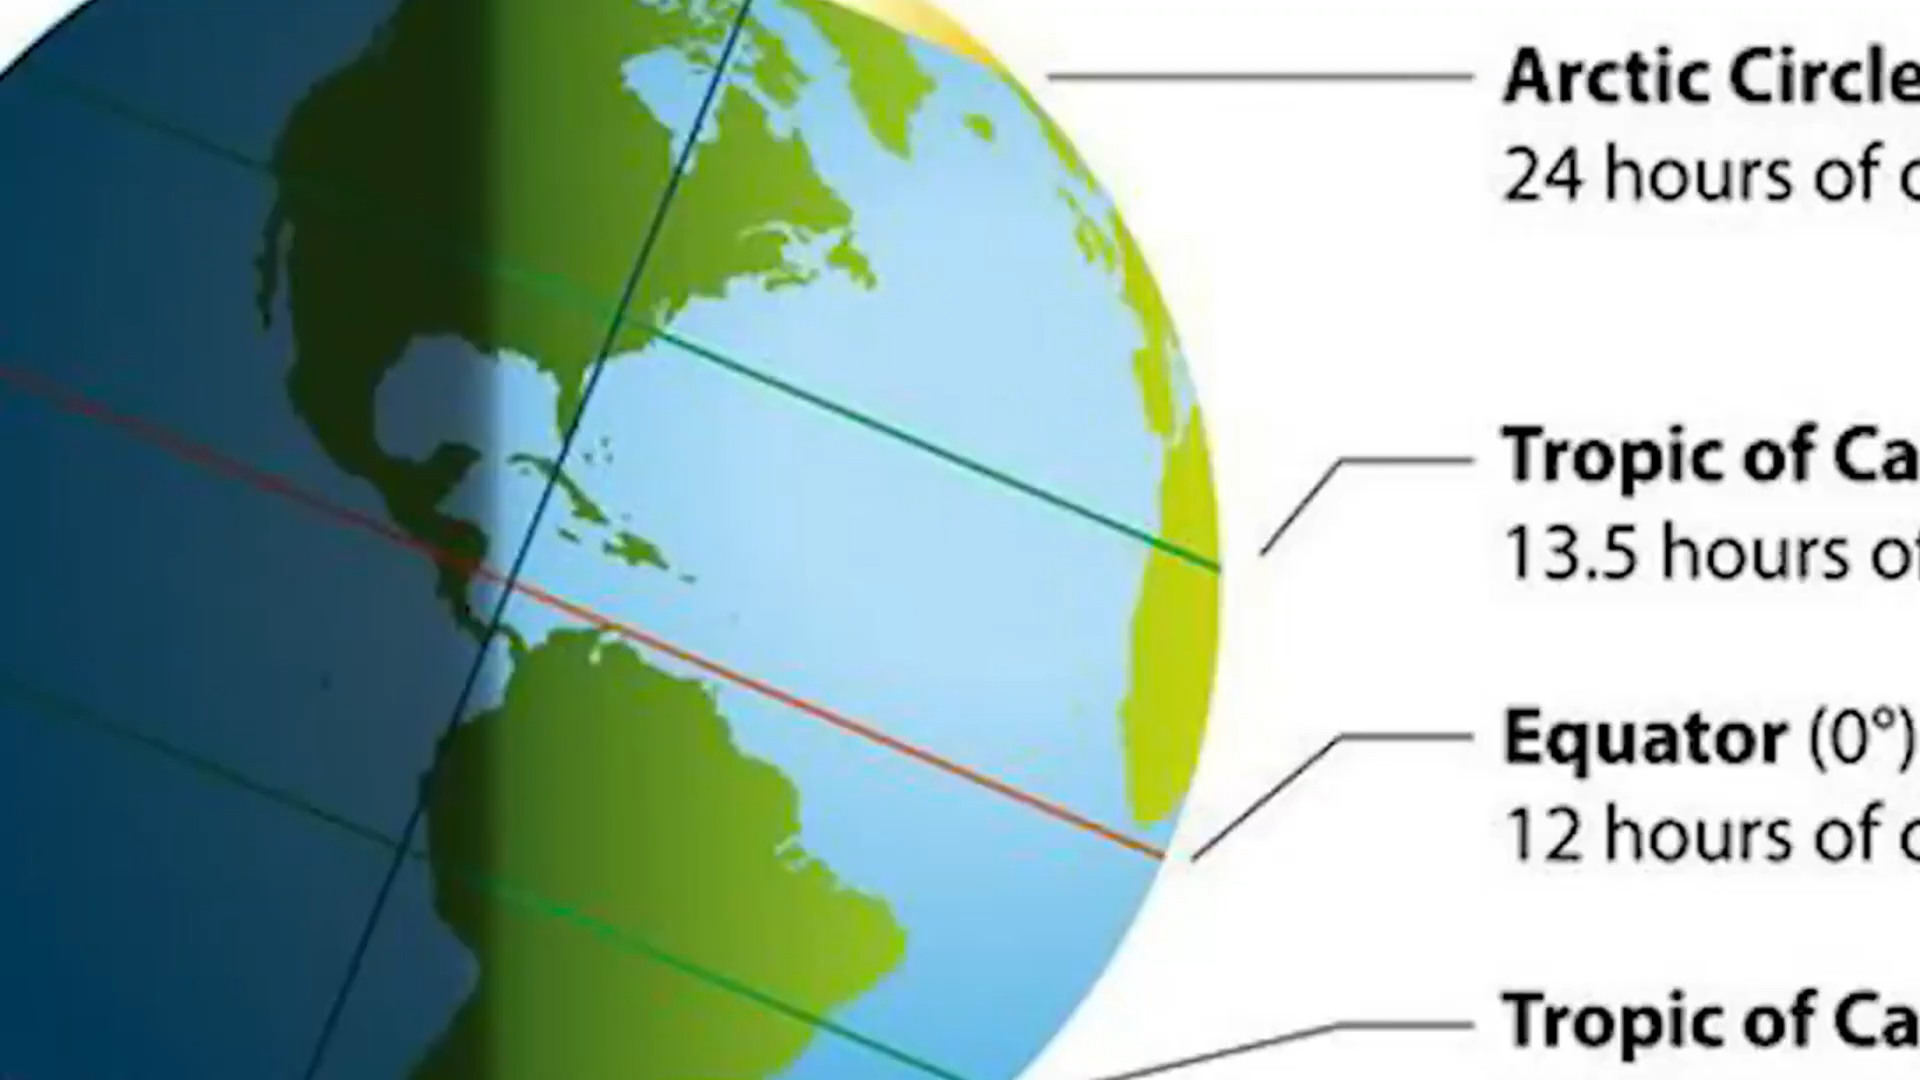 Arctic Circle
24 hours of
Tropic of Ca
13.5 hours of
Equator (0°)
12 hours of
Tropic of Ca